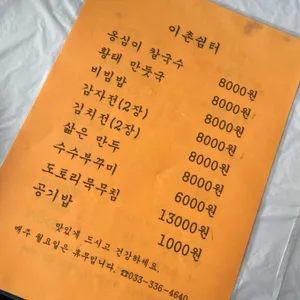 이촌쉼터
옹심이 칼국수 8000원
황태 만둣국 8000원
비빔밥 8000원
감자전(2장) 8000원
김치전(2장) 8000원
삶은 만두 8000원
수수부꾸미 6000원
도토리묵무침 13000원
공기밥 1000원
맛있게 드시고 건강하세요.
매주 월요일은 휴무입니다. ☎033-336-4640